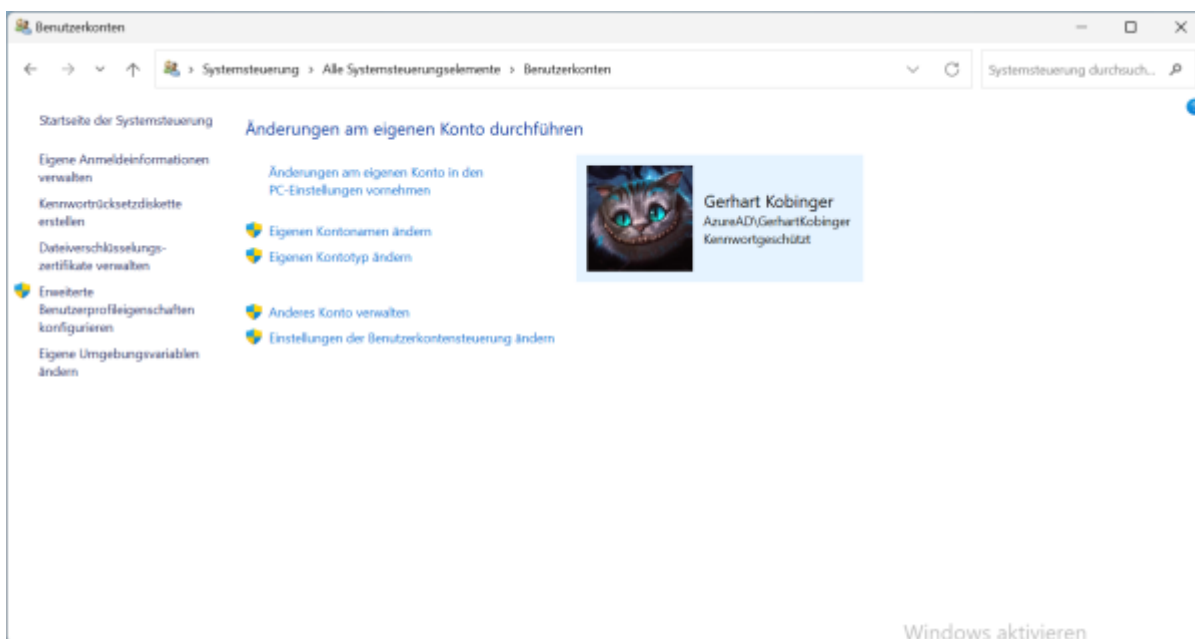 Benutzerkonten
Systemsteuerung > Alle Systemsteuerungselemente > Benutzerkonten
Systemsteuerung durchsuch...
Startseite der Systemsteuerung
Eigene Anmeldeinformationen
verwalten
Kennwortrücksetzdiskette
erstellen
Dateiverschlüsselungs-
zertifikate verwalten
Erweiterte
Benutzerprofileigenschaften
konfigurieren
Eigene Umgebungsvariablen
ändern
Änderungen am eigenen Konto durchführen
Änderungen am eigenen Konto in den
PC-Einstellungen vornehmen
Eigenen Kontonamen ändern
Eigenen Kontotyp ändern
Anderes Konto verwalten
Einstellungen der Benutzerkontensteuerung ändern
Gerhart Kobinger
AzureAD\GerhartKobinger
Kennwortgeschützt
Windows aktivieren